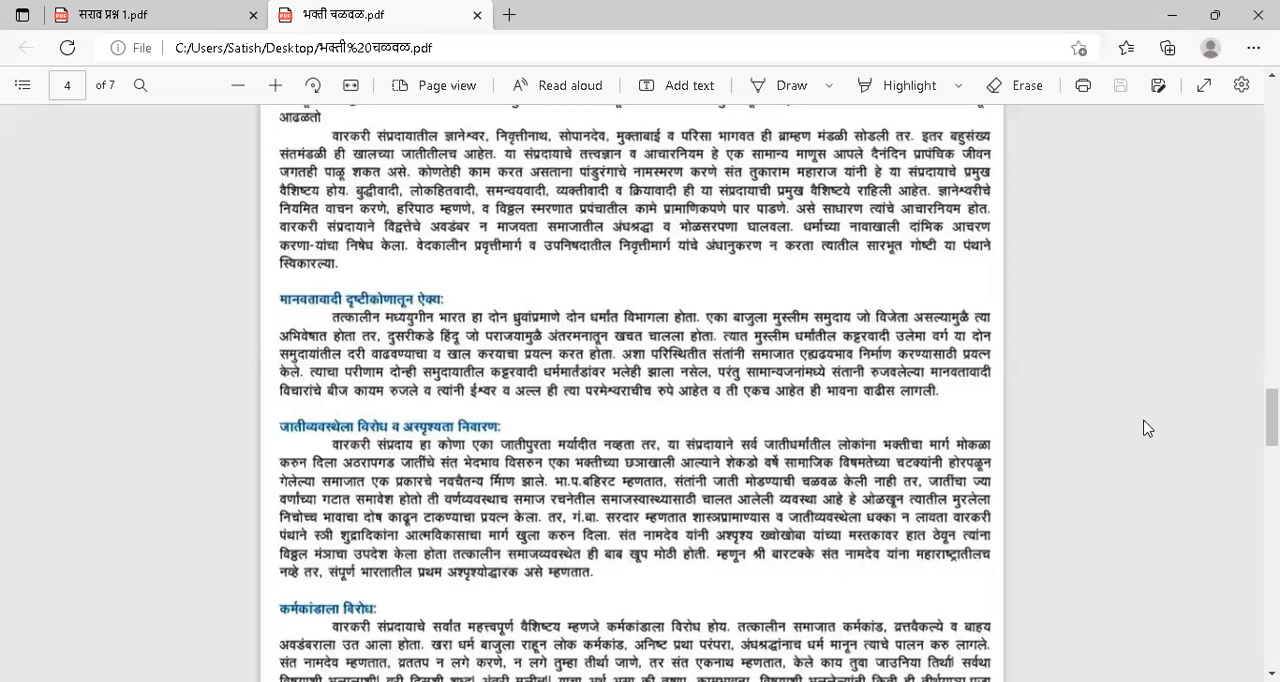 सराव प्रश्न 1.pdf
भक्ती चळवळ.pdf
File C:/Users/Satish/Desktop/भक्ती%20चळवळ.pdf
4 of 7 Page view Read aloud Add text Draw Highlight Erase
आढळतो
वारकरी संप्रदायातील ज्ञानेश्वर, निवृत्तीनाथ, सोपानदेव, मुक्ताबाई व परिसा भागवत ही ब्राम्हण मंडळी सोडली तर. इतर बहुसंख्य
संतमंडळी ही खालच्या जातीतीलच आहेत. या संप्रदायाचे तत्त्वज्ञान व आचारनियम हे एक सामान्य माणूस आपले दैनंदिन प्रापंचिक जीवन
जगतही पाळू शकत असे. कोणतेही काम करत असताना पांडुरंगाचे नामस्मरण करणे संत तुकाराम महाराज यांनी हे या संप्रदायाचे प्रमुख
वैशिष्टय होय. बुद्धीवादी, लोकहितवादी, समन्वयवादी, व्यक्तीवादी व क्रियावादी ही या संप्रदायाची प्रमुख वैशिष्टये राहिली आहेत. ज्ञानेश्वरीचे
नियमित वाचन करणे, हरिपाठ म्हणणे, व विठ्ठल स्मरणात प्रपंचातील कामे प्रामाणिकपणे पार पाडणे. असे साधारण त्यांचे आचारनियम होत.
वारकरी संप्रदायाने विद्वत्तेचे अवडंबर न माजवता समाजातील अंधश्रद्धा व भोळसरपणा घालवला. धर्माच्या नावाखाली दांभिक आचरण
करणा-यांचा निषेध केला. वेदकालीन प्रवृत्तीमार्ग व उपनिषदातील निवृत्तीमार्ग यांचे अंधानुकरण न करता त्यातील सारभूत गोष्टी या पंथाने
स्विकारल्या.
मानवतावादी दृष्टीकोणातून ऐक्य:
तत्कालीन मध्ययुगीन भारत हा दोन ध्रुवांप्रमाणे दोन धर्मात विभागला होता. एका बाजुला मुस्लीम समुदाय जो विजेता असल्यामुळै त्या
अभिवेषात होता तर, दुसरीकडे हिंदू जो पराजयामुळै अंतरमनातून खचत चालला होता. त्यात मुस्लीम धर्मातील कट्टरवादी उलेमा वर्ग या दोन
समुदायांतील दरी वाढवण्याचा व खाल करयाचा प्रयत्न करत होता. अशा परिस्थितीत संतांनी समाजात एह्यढयभाव निर्माण करण्यासाठी प्रयत्न
केले. त्याचा परीणाम दोन्ही समुदायातील कट्टरवादी धर्ममार्तडांवर भलेही झाला नसेल, परंतु सामान्यजनांमध्ये संतानी रुजवलेल्या मानवतावादी
विचारांचे बीज कायम रुजले व त्यांनी ईश्वर व अल्ल ही त्या परमेश्वराचीच रुपे आहेत व ती एकच आहेत ही भावना वाढीस लागली.
जातीव्यवस्थेला विरोध व अस्पृश्यता निवारण:
वारकरी संप्रदाय हा कोणा एका जातीपुरता मर्यादीत नव्हता तर, या संप्रदायाने सर्व जातीधर्मातील लोकांना भक्तीचा मार्ग मोकळा
करुन दिला अठरापगड जातींचे संत भेदभाव विसरुन एका भक्तीच्या छञाखाली आल्याने शेकडो वर्षे सामाजिक विषमतेच्या चटक्यांनी होरपळून
गेलेल्या समाजात एक प्रकारचे नवचैतन्य र्मािण झाले. भा.प.बहिरट म्हणतात, संतांनी जाती मोडण्याची चळवळ केली नाही तर, जातींचा ज्या
वर्णाच्या गटात समावेश होतो ती वर्णव्यवस्थाच समाज रचनेतील समाजस्वास्थ्यासाठी चालत आलेली व्यवस्था आहे हे ओळखून त्यातील मुरलेला
निचोच्च भावाचा दोष काढून टाकण्याचा प्रयत्न केला. तर, गं.बा. सरदार म्हणतात शास्ञप्रामाण्यास व जातीव्यवस्थेला धक्का न लावता वारकरी
पंथाने स्त्री शुद्रादिकांना आत्मविकासाचा मार्ग खुला करुन दिला. संत नामदेव यांनी अश्पृश्य ख्वोखोबा यांच्या मस्तकावर हात ठेवून त्यांना
विठ्ठल मंञाचा उपदेश केला होता तत्कालीन समाजव्यवस्थेत ही बाब खूप मोठी होती. म्हणून श्री बारटक्के संत नामदेव यांना महाराष्ट्रातीलच
नव्हे तर, संपूर्ण भारतातील प्रथम अश्पृश्योद्धारक असे म्हणतात.
कर्मकांडाला विरोध:
वारकरी संप्रदायाचे सर्वात महत्त्वपूर्ण वैशिष्टय म्हणजे कर्मकांडाला विरोध होय. तत्कालीन समाजात कर्मकांड, व्रत्तवैकल्ये व बाहय
अवडंबराला उत आला होता. खरा धर्म बाजुला राहून लोक कर्मकांड, अनिष्ट प्रथा परंपरा, अंधश्रद्धांनाच धर्म मानून त्याचे पालन करु लागले.
संत नामदेव म्हणतात, व्रततप न लगे करणे, न लगे तुम्हा तीर्था जाणे, तर संत एकनाथ म्हणतात, केले काय तुवा जाउनिया तिर्था। सर्वथा